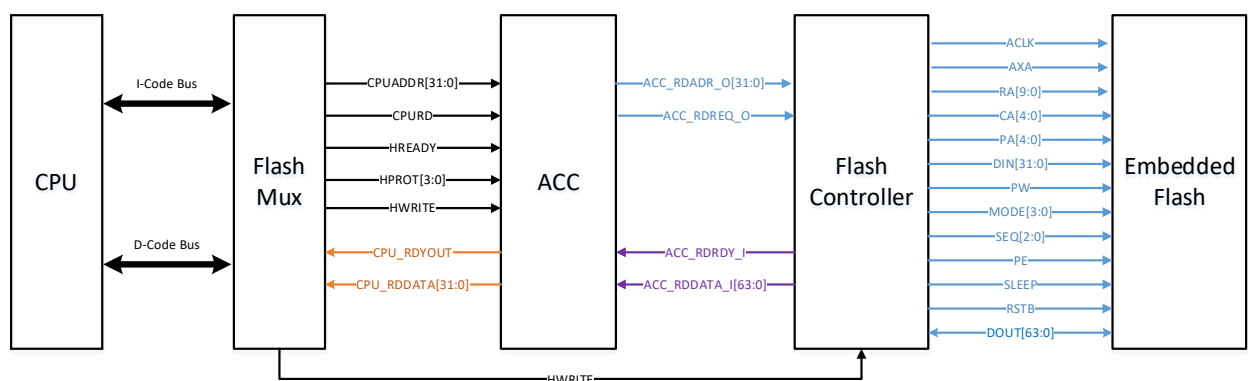 CPU
I-Code Bus
D-Code Bus
Flash
Mux
CPUADDR[31:0]
CPURD
HREADY
HPROT[3:0]
HWRITE
CPU_RDYOUT
CPU_RDDATA[31:0]
ACC
ACC_RDADR_O[31:0]
ACC_RDREQ_O
ACC_RDRDY_I
ACC_RDDATA_I[63:0]
Flash
Controller
ACLK
AXA
RA[9:0]
CA[4:0]
PA[4:0]
DIN[31:0]
PW
MODE[3:0]
SEQ[2:0]
PE
SLEEP
RSTB
DOUT[63:0]
Embedded
Flash
HWRITE